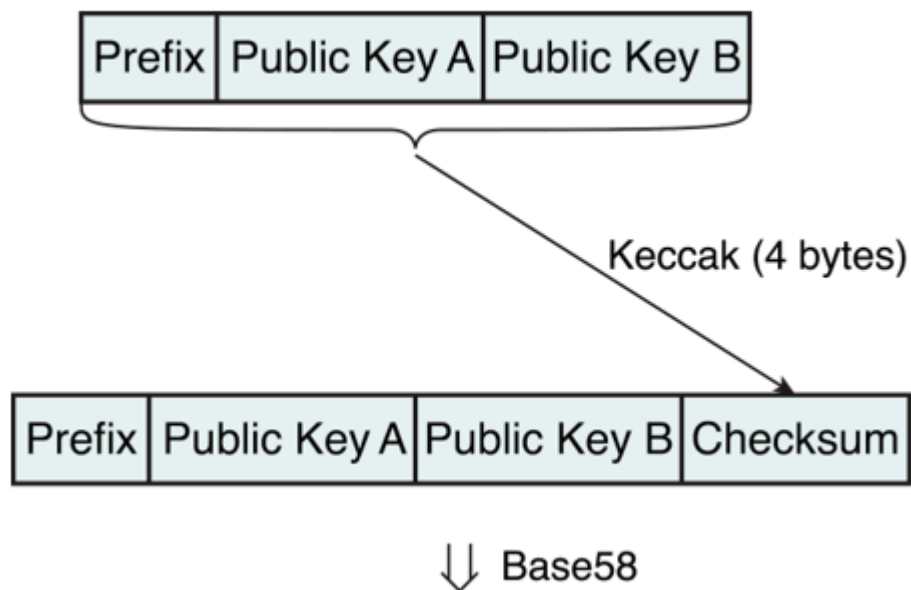 Prefix Public Key A Public Key B
Keccak (4 bytes)
Prefix Public Key A Public Key B Checksum
Base58